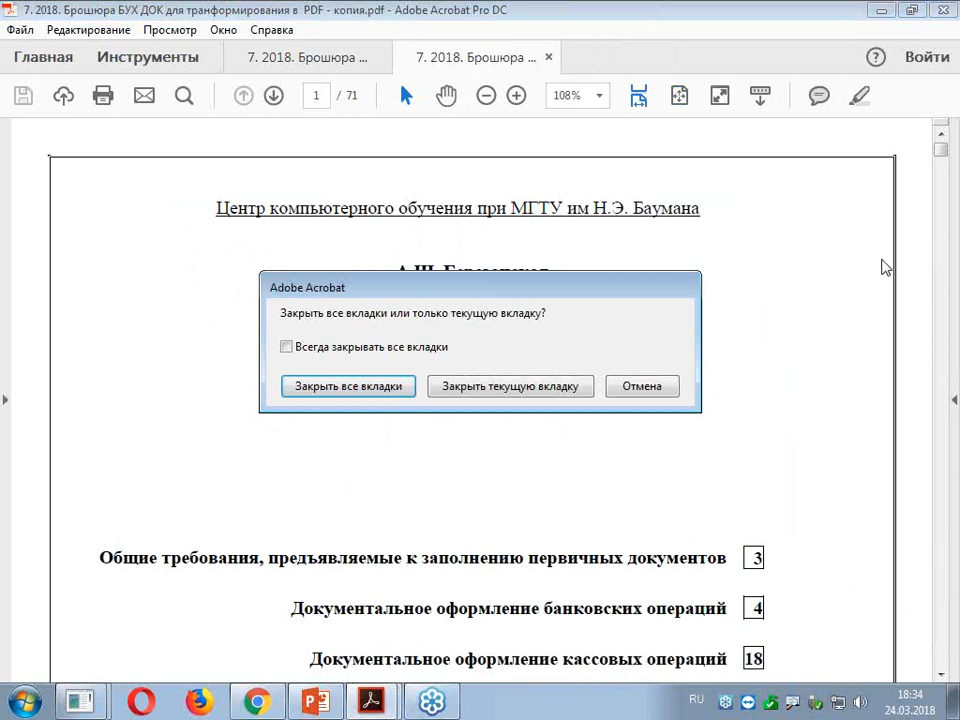 7. 2018. Брошюра БУХ ДОК для транформирования в PDF - копия.pdf - Adobe Acrobat Pro DC
Файл Редактирование Просмотр Окно Справка
Главная Инструменты 7. 2018. Брошюра ... 7. 2018. Брошюра ... × ? Войти
1 / 71 108%
Центр компьютерного обучения при МГТУ им Н.Э. Баумана
Adobe Acrobat
Закрыть все вкладки или только текущую вкладку?
Всегда закрывать все вкладки
Закрыть все вкладки Закрыть текущую вкладку Отмена
Общие требования, предъявляемые к заполнению первичных документов 3
Документальное оформление банковских операций 4
Документальное оформление кассовых операций 18
RU 18:34
24.03.2018